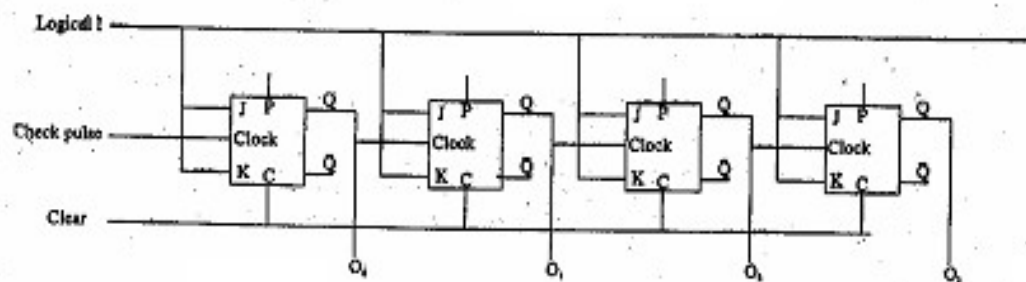 Logical 1
J P Q J P Q J P Q J P Q
Check pulse Clock Clock Clock Clock
K C Q̄ K C Q̄ K C Q̄ K C Q̄
Clear